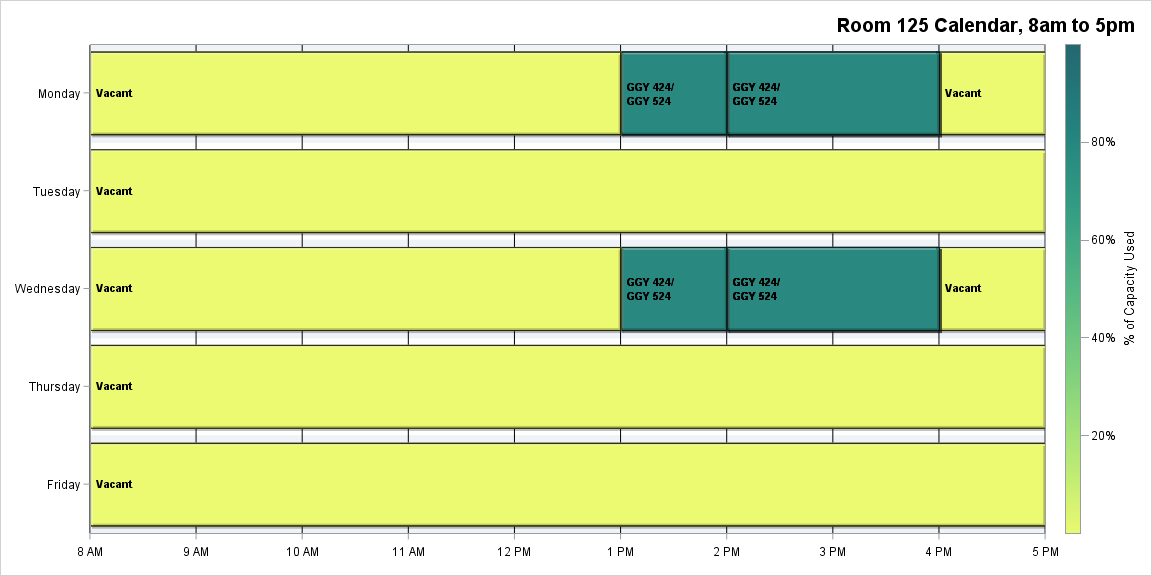 Room 125 Calendar, 8am to 5pm
Monday
Vacant
GGY 424/
GGY 524
GGY 424/
GGY 524
Vacant
Tuesday
Vacant
Wednesday
Vacant
GGY 424/
GGY 524
GGY 424/
GGY 524
Vacant
Thursday
Vacant
Friday
Vacant
8 AM
9 AM
10 AM
11 AM
12 PM
1 PM
2 PM
3 PM
4 PM
5 PM
80%
60%
40%
20%
% of Capacity Used